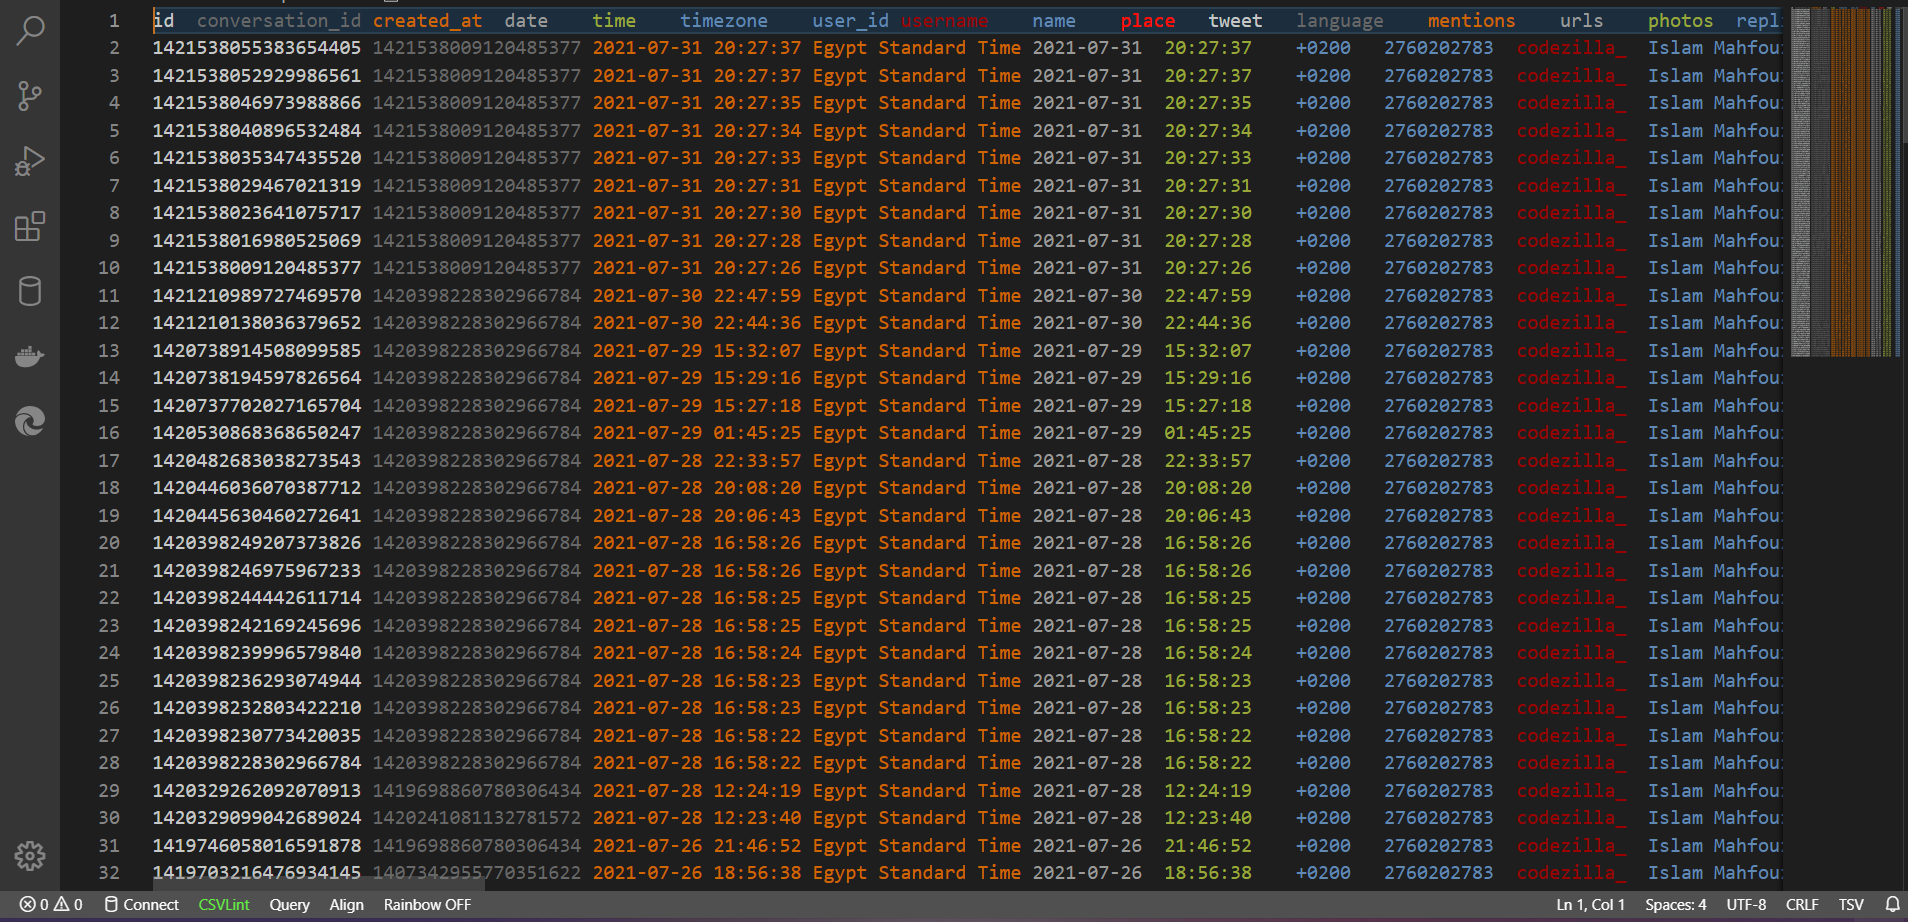 1 id conversation_id created_at date time timezone user_id username name place tweet language mentions urls photos repl
2 1421538055383654405 1421538009120485377 2021-07-31 20:27:37 Egypt Standard Time 2021-07-31 20:27:37 +0200 2760202783 codezilla_ Islam Mahfou
3 1421538052929986561 1421538009120485377 2021-07-31 20:27:37 Egypt Standard Time 2021-07-31 20:27:37 +0200 2760202783 codezilla_ Islam Mahfou
4 1421538046973988866 1421538009120485377 2021-07-31 20:27:35 Egypt Standard Time 2021-07-31 20:27:35 +0200 2760202783 codezilla_ Islam Mahfou
5 1421538040896532484 1421538009120485377 2021-07-31 20:27:34 Egypt Standard Time 2021-07-31 20:27:34 +0200 2760202783 codezilla_ Islam Mahfou
6 1421538035347435520 1421538009120485377 2021-07-31 20:27:33 Egypt Standard Time 2021-07-31 20:27:33 +0200 2760202783 codezilla_ Islam Mahfou
7 1421538029467021319 1421538009120485377 2021-07-31 20:27:31 Egypt Standard Time 2021-07-31 20:27:31 +0200 2760202783 codezilla_ Islam Mahfou
8 1421538023641075717 1421538009120485377 2021-07-31 20:27:30 Egypt Standard Time 2021-07-31 20:27:30 +0200 2760202783 codezilla_ Islam Mahfou
9 1421538016980525069 1421538009120485377 2021-07-31 20:27:28 Egypt Standard Time 2021-07-31 20:27:28 +0200 2760202783 codezilla_ Islam Mahfou
10 1421538009120485377 1421538009120485377 2021-07-31 20:27:26 Egypt Standard Time 2021-07-31 20:27:26 +0200 2760202783 codezilla_ Islam Mahfou
11 1421210989727469570 1420398228302966784 2021-07-30 22:47:59 Egypt Standard Time 2021-07-30 22:47:59 +0200 2760202783 codezilla_ Islam Mahfou
12 1421210138036379652 1420398228302966784 2021-07-30 22:44:36 Egypt Standard Time 2021-07-30 22:44:36 +0200 2760202783 codezilla_ Islam Mahfou
13 1420738914508099585 1420398228302966784 2021-07-29 15:32:07 Egypt Standard Time 2021-07-29 15:32:07 +0200 2760202783 codezilla_ Islam Mahfou
14 1420738194597826564 1420398228302966784 2021-07-29 15:29:16 Egypt Standard Time 2021-07-29 15:29:16 +0200 2760202783 codezilla_ Islam Mahfou
15 1420737702027165704 1420398228302966784 2021-07-29 15:27:18 Egypt Standard Time 2021-07-29 15:27:18 +0200 2760202783 codezilla_ Islam Mahfou
16 1420530868368650247 1420398228302966784 2021-07-29 01:45:25 Egypt Standard Time 2021-07-29 01:45:25 +0200 2760202783 codezilla_ Islam Mahfou
17 1420482683038273543 1420398228302966784 2021-07-28 22:33:57 Egypt Standard Time 2021-07-28 22:33:57 +0200 2760202783 codezilla_ Islam Mahfou
18 1420446036070387712 1420398228302966784 2021-07-28 20:08:20 Egypt Standard Time 2021-07-28 20:08:20 +0200 2760202783 codezilla_ Islam Mahfou
19 1420445630460272641 1420398228302966784 2021-07-28 20:06:43 Egypt Standard Time 2021-07-28 20:06:43 +0200 2760202783 codezilla_ Islam Mahfou
20 1420398249207373826 1420398228302966784 2021-07-28 16:58:26 Egypt Standard Time 2021-07-28 16:58:26 +0200 2760202783 codezilla_ Islam Mahfou
21 1420398246975967233 1420398228302966784 2021-07-28 16:58:26 Egypt Standard Time 2021-07-28 16:58:26 +0200 2760202783 codezilla_ Islam Mahfou
22 1420398244442611714 1420398228302966784 2021-07-28 16:58:25 Egypt Standard Time 2021-07-28 16:58:25 +0200 2760202783 codezilla_ Islam Mahfou
23 1420398242169245696 1420398228302966784 2021-07-28 16:58:25 Egypt Standard Time 2021-07-28 16:58:25 +0200 2760202783 codezilla_ Islam Mahfou
24 1420398239996579840 1420398228302966784 2021-07-28 16:58:24 Egypt Standard Time 2021-07-28 16:58:24 +0200 2760202783 codezilla_ Islam Mahfou
25 1420398236293074944 1420398228302966784 2021-07-28 16:58:23 Egypt Standard Time 2021-07-28 16:58:23 +0200 2760202783 codezilla_ Islam Mahfou
26 1420398232803422210 1420398228302966784 2021-07-28 16:58:23 Egypt Standard Time 2021-07-28 16:58:23 +0200 2760202783 codezilla_ Islam Mahfou
27 1420398230773420035 1420398228302966784 2021-07-28 16:58:22 Egypt Standard Time 2021-07-28 16:58:22 +0200 2760202783 codezilla_ Islam Mahfou
28 1420398228302966784 1420398228302966784 2021-07-28 16:58:22 Egypt Standard Time 2021-07-28 16:58:22 +0200 2760202783 codezilla_ Islam Mahfou
29 1420329262092070913 1419698860780306434 2021-07-28 12:24:19 Egypt Standard Time 2021-07-28 12:24:19 +0200 2760202783 codezilla_ Islam Mahfou
30 1420329099042689024 1420241081132781572 2021-07-28 12:23:40 Egypt Standard Time 2021-07-28 12:23:40 +0200 2760202783 codezilla_ Islam Mahfou
31 1419746058016591878 1419698860780306434 2021-07-26 21:46:52 Egypt Standard Time 2021-07-26 21:46:52 +0200 2760202783 codezilla_ Islam Mahfou
32 1419703216476934145 1407342955770351622 2021-07-26 18:56:38 Egypt Standard Time 2021-07-26 18:56:38 +0200 2760202783 codezilla_ Islam Mahfou
0 0 Connect CSVLint Query Align Rainbow OFF Ln 1, Col 1 Spaces: 4 UTF-8 CRLF TSV